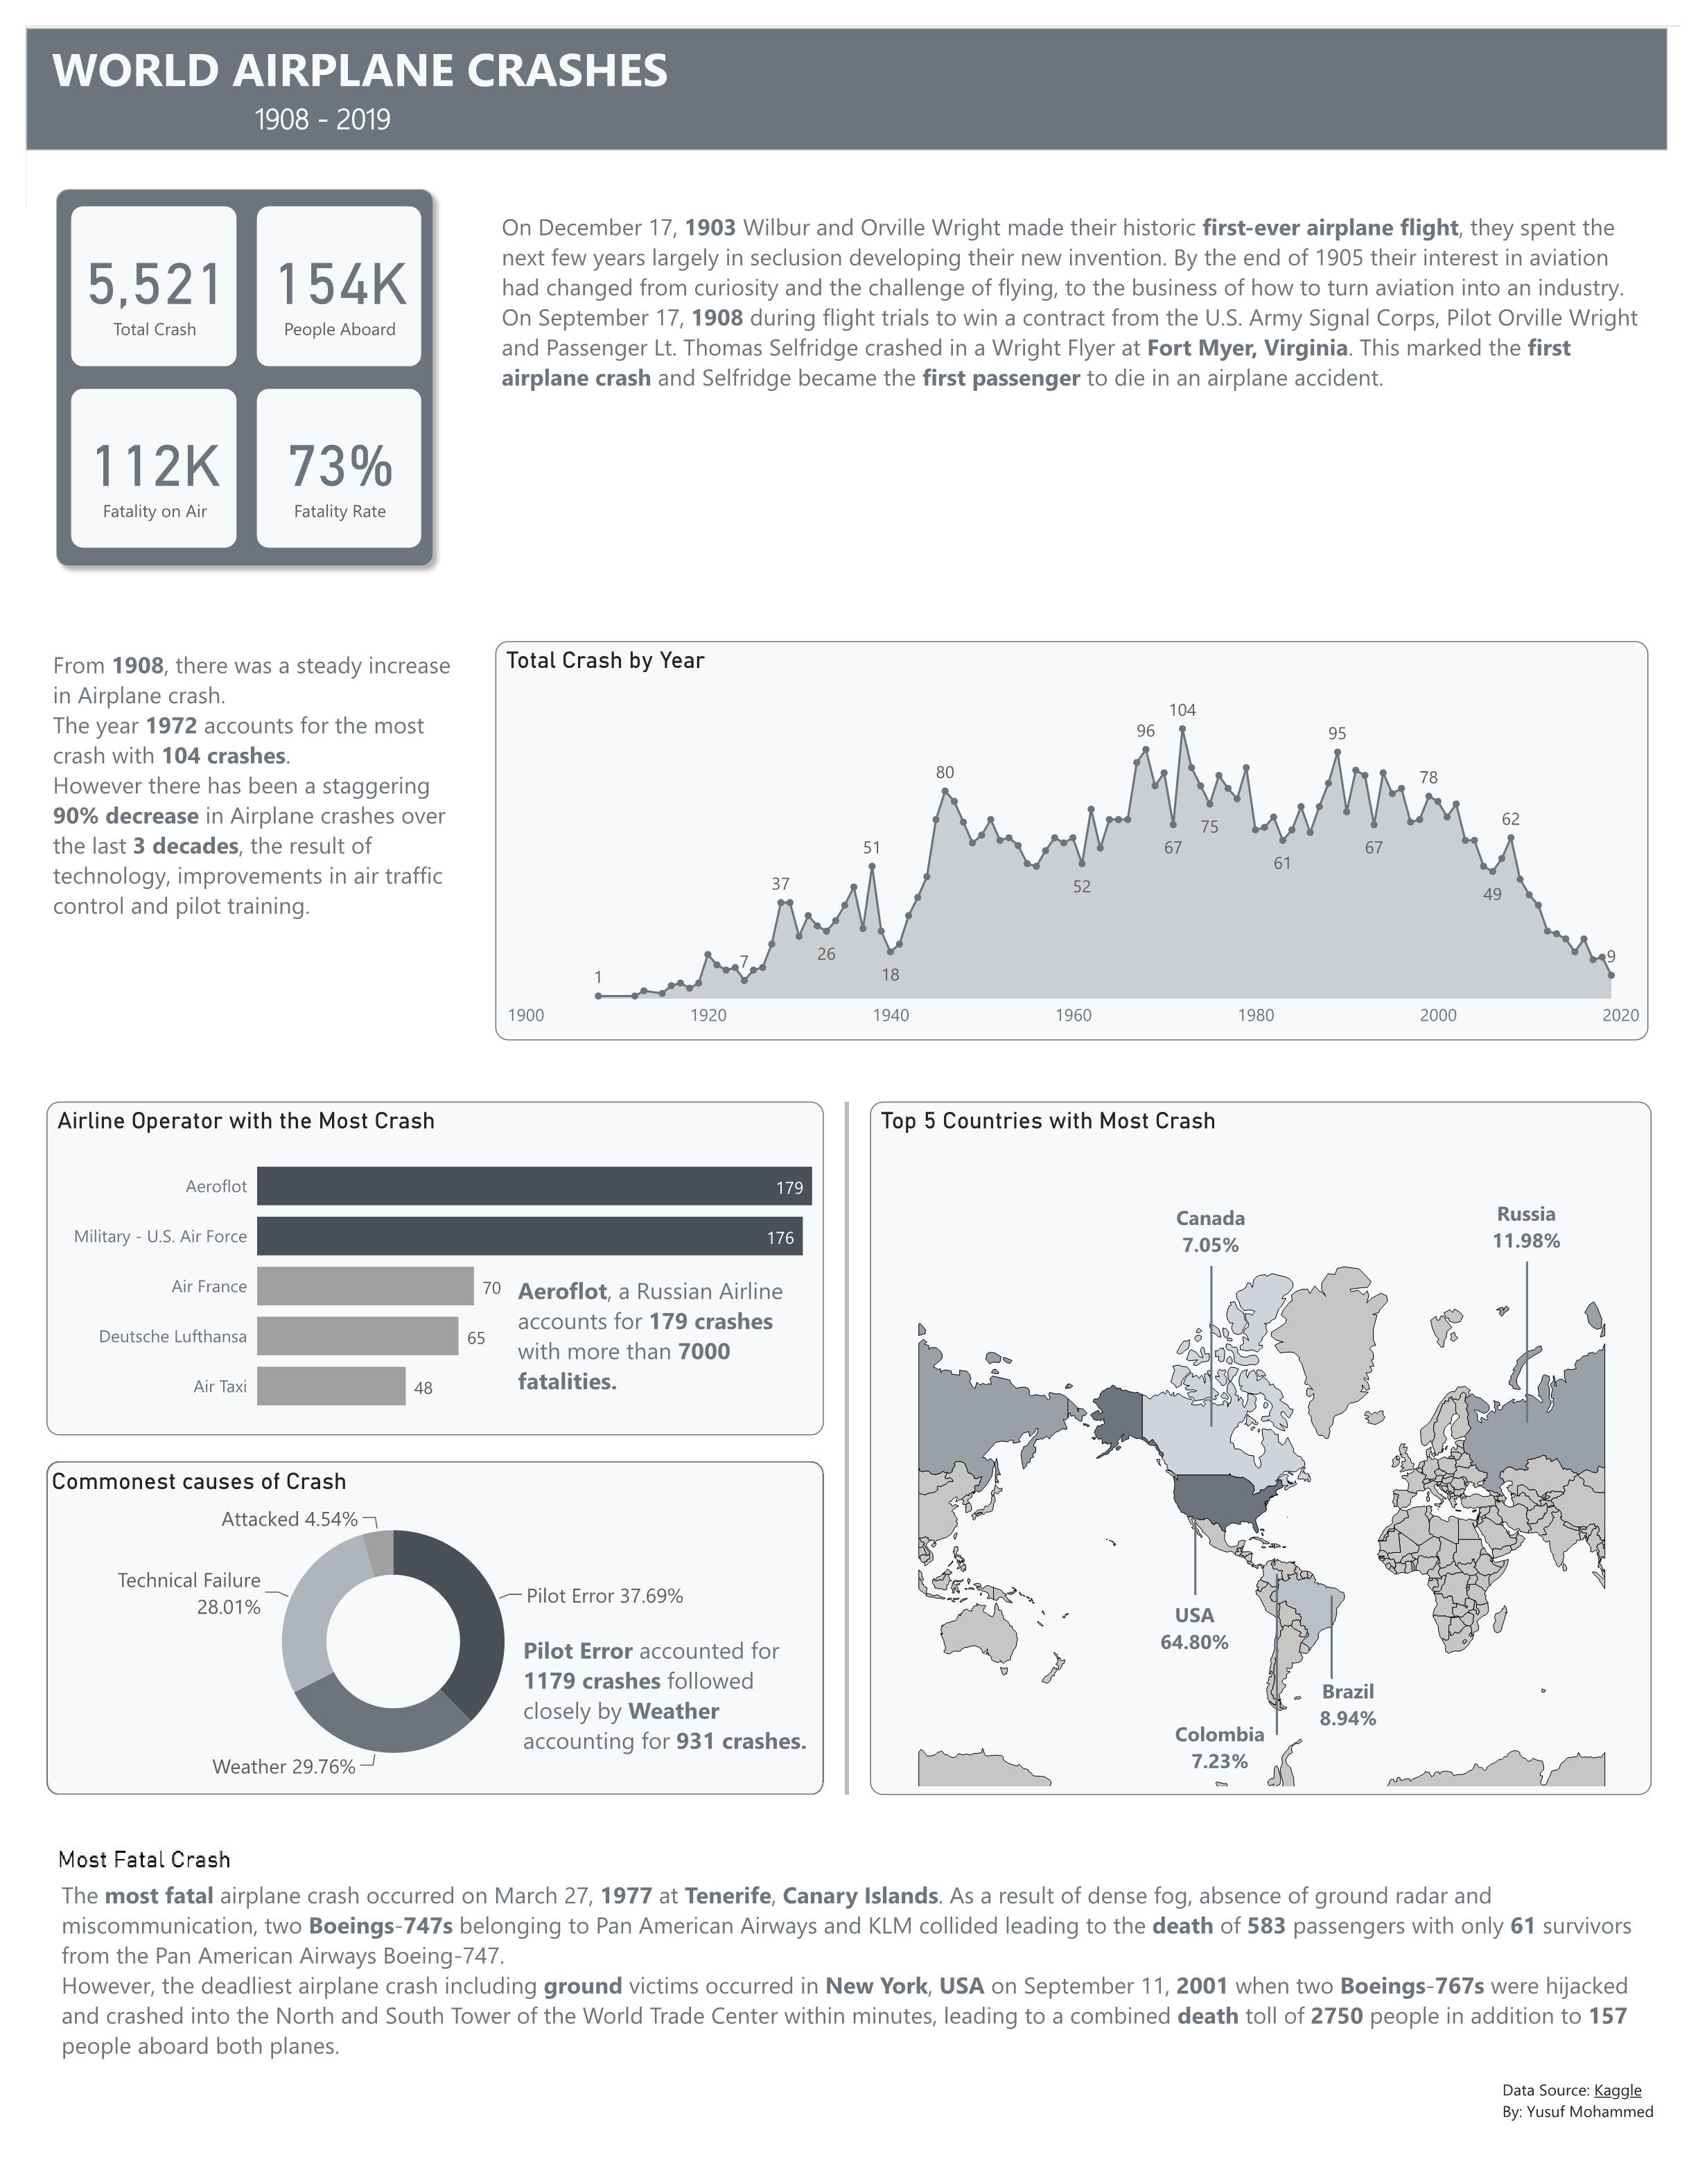 WORLD AIRPLANE CRASHES
1908 - 2019
5,521
Total Crash
154K
People Aboard
112K
Fatality on Air
73%
Fatality Rate
On December 17, 1903 Wilbur and Orville Wright made their historic first-ever airplane flight, they spent the
next few years largely in seclusion developing their new invention. By the end of 1905 their interest in aviation
had changed from curiosity and the challenge of flying, to the business of how to turn aviation into an industry.
On September 17, 1908 during flight trials to win a contract from the U.S. Army Signal Corps, Pilot Orville Wright
and Passenger Lt. Thomas Selfridge crashed in a Wright Flyer at Fort Myer, Virginia. This marked the first
airplane crash and Selfridge became the first passenger to die in an airplane accident.
From 1908, there was a steady increase
in Airplane crash.
The year 1972 accounts for the most
crash with 104 crashes.
However there has been a staggering
90% decrease in Airplane crashes over
the last 3 decades, the result of
technology, improvements in air traffic
control and pilot training.
Total Crash by Year
1
7
37
26
51
18
80
52
96
67
104
75
61
95
67
78
49
62
9
1900
1920
1940
1960
1980
2000
2020
Airline Operator with the Most Crash
Aeroflot
179
Military - U.S. Air Force
176
Air France
70
Deutsche Lufthansa
65
Air Taxi
48
Aeroflot, a Russian Airline
accounts for 179 crashes
with more than 7000
fatalities.
Commonest causes of Crash
Attacked 4.54%
Technical Failure
28.01%
Pilot Error 37.69%
Weather 29.76%
Pilot Error accounted for
1179 crashes followed
closely by Weather
accounting for 931 crashes.
Top 5 Countries with Most Crash
Canada
7.05%
Russia
11.98%
USA
64.80%
Brazil
8.94%
Colombia
7.23%
Most Fatal Crash
The most fatal airplane crash occurred on March 27, 1977 at Tenerife, Canary Islands. As a result of dense fog, absence of ground radar and
miscommunication, two Boeings-747s belonging to Pan American Airways and KLM collided leading to the death of 583 passengers with only 61 survivors
from the Pan American Airways Boeing-747.
However, the deadliest airplane crash including ground victims occurred in New York, USA on September 11, 2001 when two Boeings-767s were hijacked
and crashed into the North and South Tower of the World Trade Center within minutes, leading to a combined death toll of 2750 people in addition to 157
people aboard both planes.
Data Source: Kaggle
By: Yusuf Mohammed